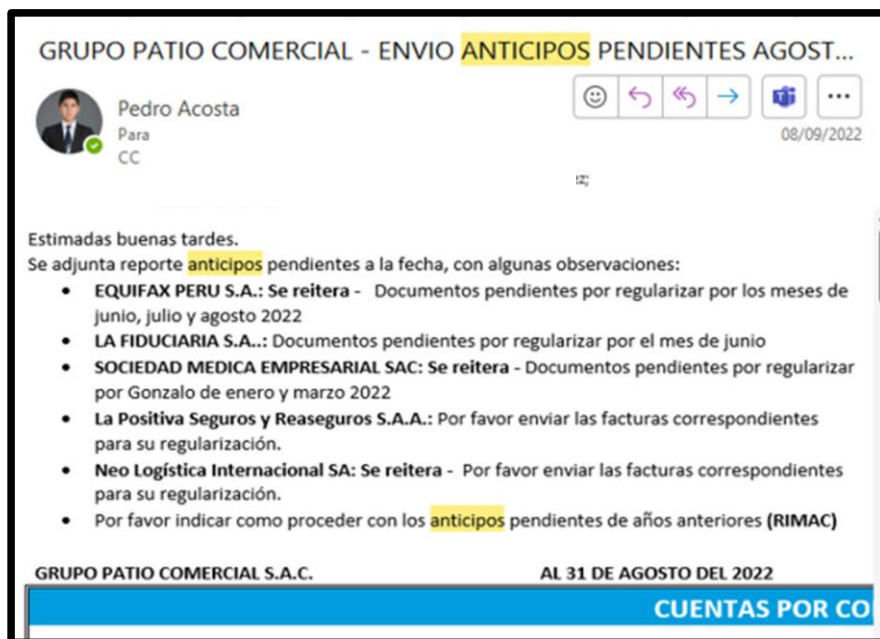 GRUPO PATIO COMERCIAL - ENVIO ANTICIPOS PENDIENTES AGOST...
Pedro Acosta
Para
CC
08/09/2022
Estimadas buenas tardes.
Se adjunta reporte anticipos pendientes a la fecha, con algunas observaciones:
• EQUIFAX PERU S.A.: Se reitera - Documentos pendientes por regularizar por los meses de
junio, julio y agosto 2022
• LA FIDUCIARIA S.A..: Documentos pendientes por regularizar por el mes de junio
• SOCIEDAD MEDICA EMPRESARIAL SAC: Se reitera - Documentos pendientes por regularizar
por Gonzalo de enero y marzo 2022
• La Positiva Seguros y Reaseguros S.A.A.: Por favor enviar las facturas correspondientes
para su regularización.
• Neo Logística Internacional SA: Se reitera - Por favor enviar las facturas correspondientes
para su regularización.
• Por favor indicar como proceder con los anticipos pendientes de años anteriores (RIMAC)
GRUPO PATIO COMERCIAL S.A.C. AL 31 DE AGOSTO DEL 2022
CUENTAS POR CO